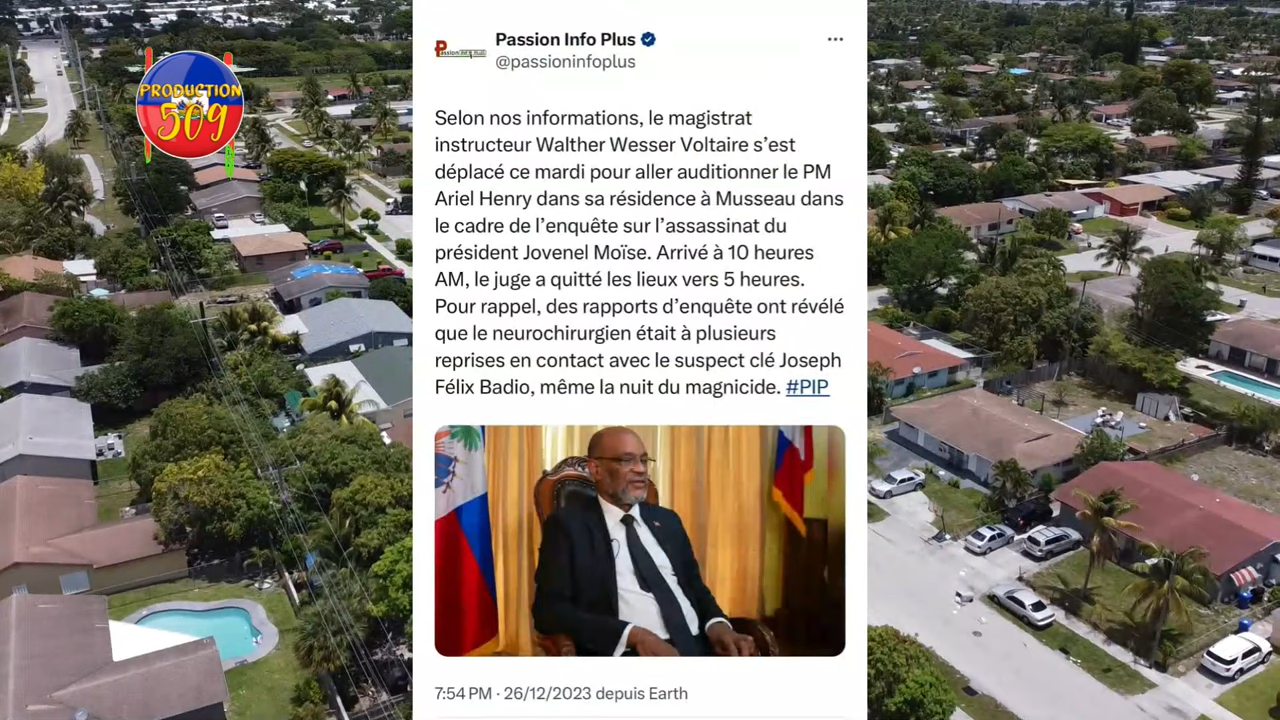 PRODUCTION
509
Passion Info Plus
Passion INFO PLUS
@passioninfoplus
Selon nos informations, le magistrat
instructeur Walther Wesser Voltaire s’est
déplacé ce mardi pour aller auditionner le PM
Ariel Henry dans sa résidence à Musseau dans
le cadre de l’enquête sur l’assassinat du
président Jovenel Moïse. Arrivé à 10 heures
AM, le juge a quitté les lieux vers 5 heures.
Pour rappel, des rapports d’enquête ont révélé
que le neurochirurgien était à plusieurs
reprises en contact avec le suspect clé Joseph
Félix Badio, même la nuit du magnicide. #PIP
7:54 PM · 26/12/2023 depuis Earth